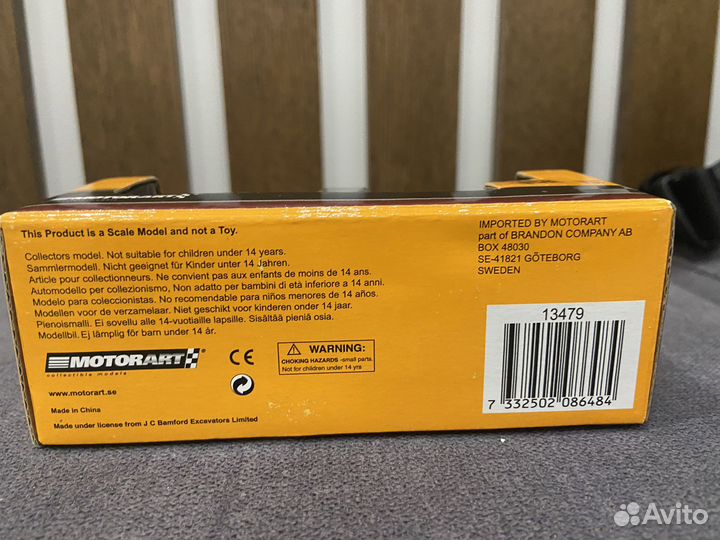 This Product is a Scale Model and not a Toy.
Collectors model. Not suitable for children under 14 years.
Sammlermodell. Nicht geeignet für Kinder unter 14 Jahren.
Article pour collectionneurs. Ne convient pas aux enfants de moins de 14 ans.
Automodello per collezionismo, Non adatto per bambini di età inferiore a 14 anni.
Modelo para coleccionistas. No recomendable para niños menores de 14 años.
Modellen voor de verzamelaar. Niet geschikt voor kinderen onder 14 jaar.
Pienoismalli. Ei sovellu alle 14-vuotiaille lapsille. Sisältää pieniä osia.
Modellbil. Ej lämplig för barn under 14 år.
MOTORART®
collectible models
www.motorart.se
Made in China
Made under license from J C Bamford Excavators Limited
CE
WARNING:
CHOKING HAZARDS -small parts.
Not for children under 14 yrs
IMPORTED BY MOTORART
part of BRANDON COMPANY AB
BOX 48030
SE-41821 GÖTEBORG
SWEDEN
13479
7 332502 086484
Avito